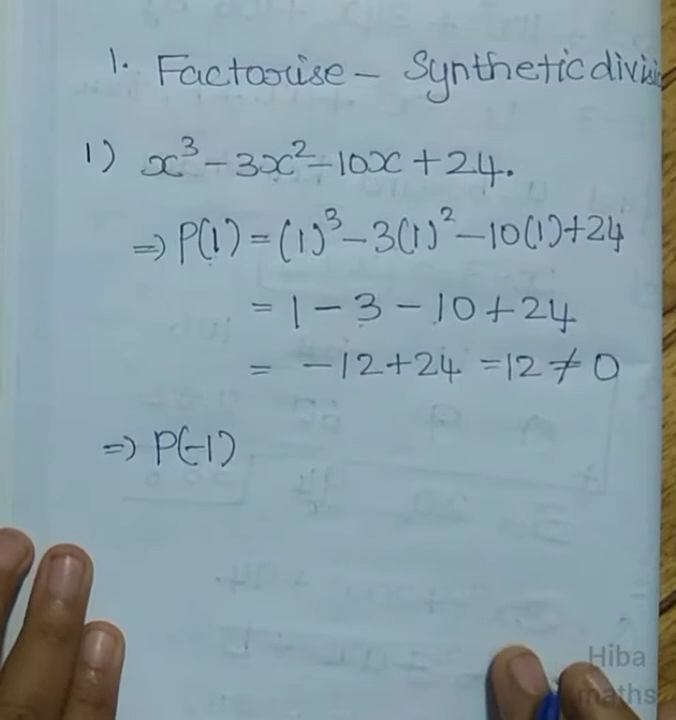 1. Factorise - Synthetic divisi
1) x³ - 3x² - 10x + 24.
⇒ P(1) = (1)³ - 3(1)² - 10(1) + 24
= 1 - 3 - 10 + 24
= -12 + 24 = 12 ≠ 0
⇒ P(-1)
Hiba
maths